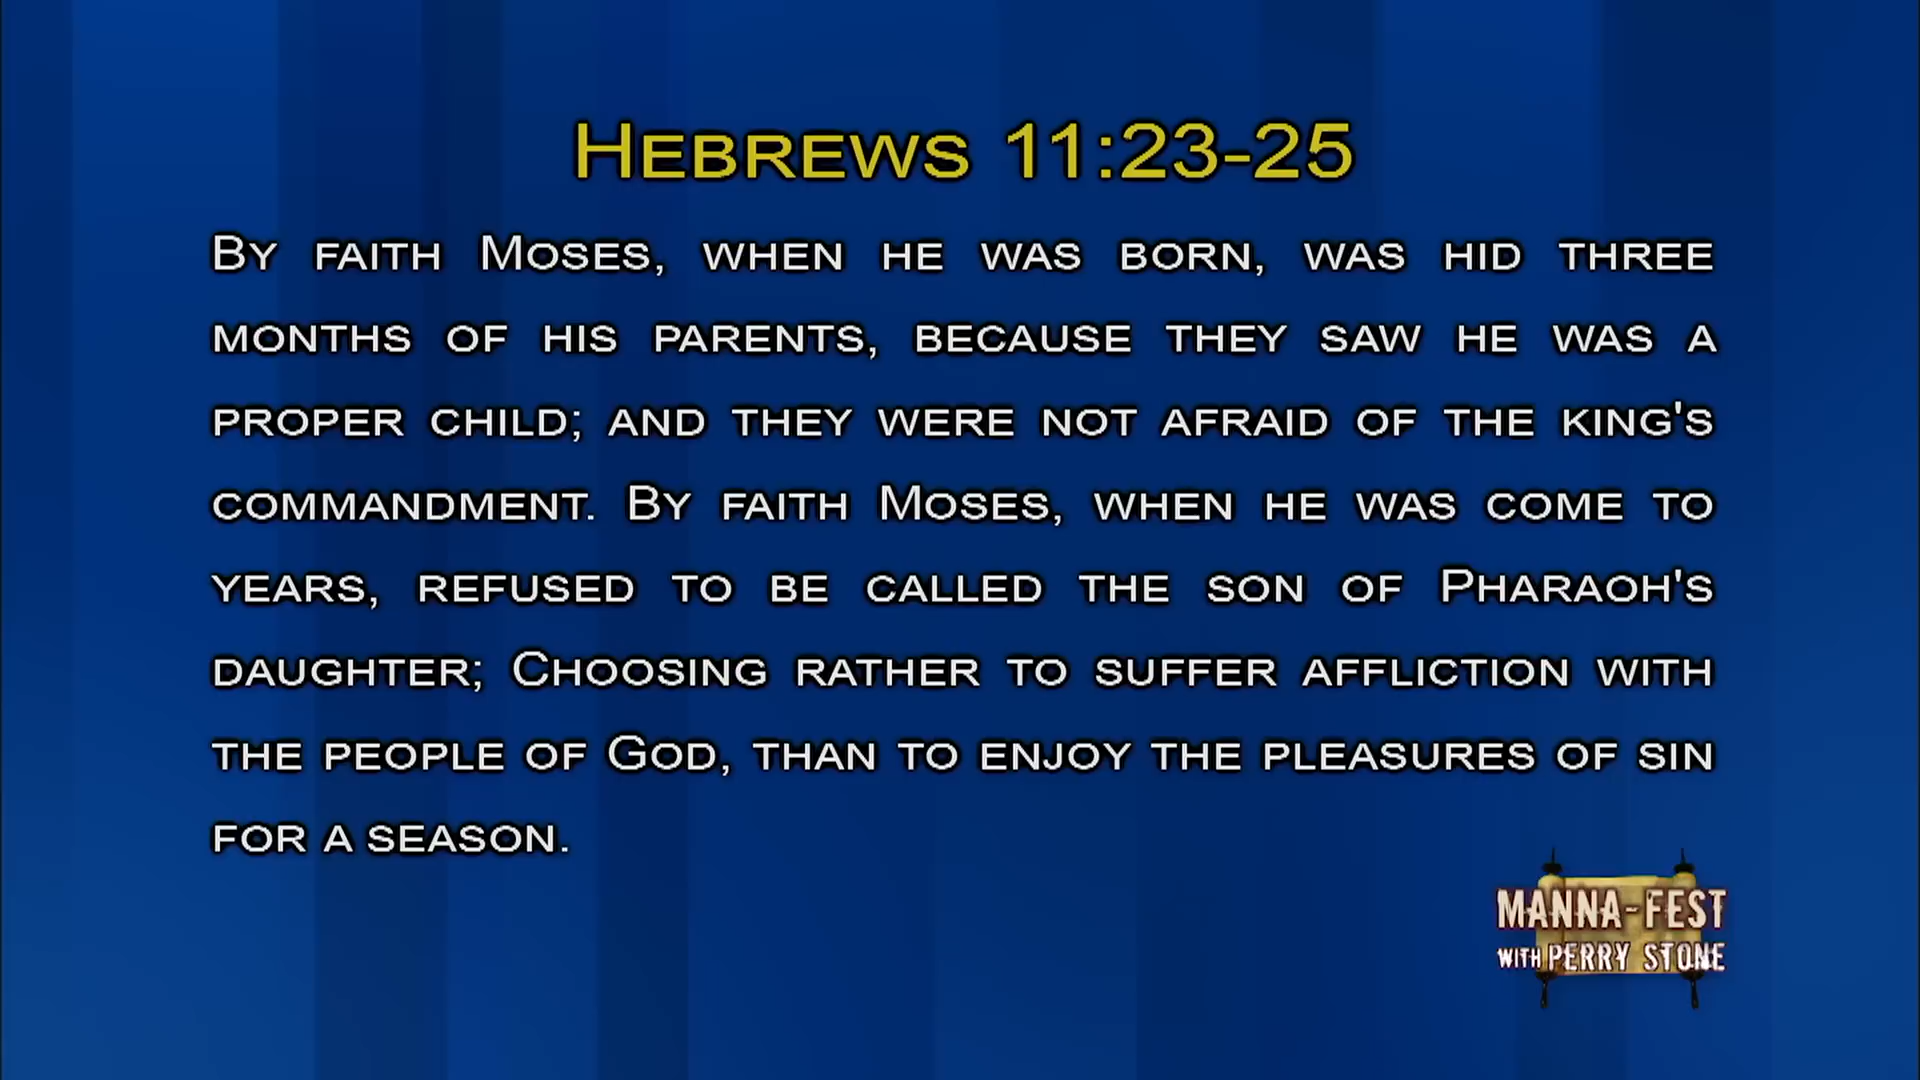 Hebrews 11:23-25
By faith Moses, when he was born, was hid three
months of his parents, because they saw he was a
proper child; and they were not afraid of the king's
commandment. By faith Moses, when he was come to
years, refused to be called the son of Pharaoh's
daughter; Choosing rather to suffer affliction with
the people of God, than to enjoy the pleasures of sin
for a season.
MANNA-FEST
WITH PERRY STONE